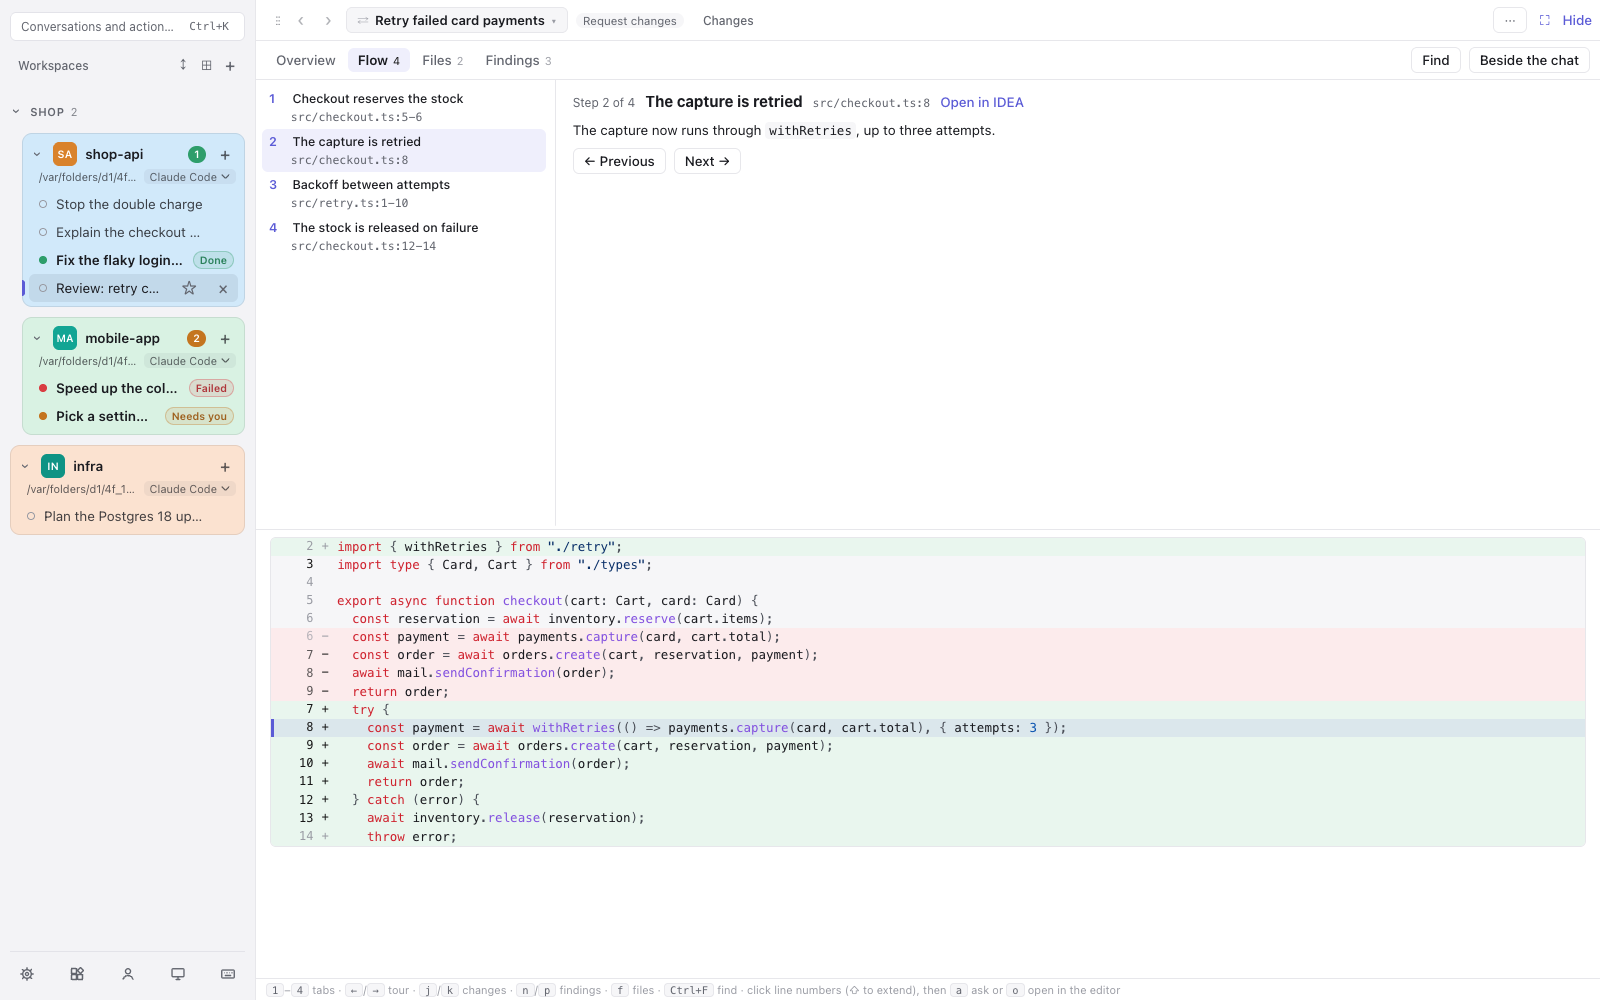 Conversations and action... Ctrl+K
Workspaces
SHOP 2
SA shop-api 1
/var/folders/d1/4f... Claude Code
Stop the double charge
Explain the checkout ...
Fix the flaky login... Done
Review: retry c...
MA mobile-app 2
/var/folders/d1/4f... Claude Code
Speed up the col... Failed
Pick a settin... Needs you
IN infra
/var/folders/d1/4f_1... Claude Code
Plan the Postgres 18 up...
Retry failed card payments Request changes Changes ... Hide
Overview Flow 4 Files 2 Findings 3 Find Beside the chat
1 Checkout reserves the stock
src/checkout.ts:5–6
2 The capture is retried
src/checkout.ts:8
3 Backoff between attempts
src/retry.ts:1–10
4 The stock is released on failure
src/checkout.ts:12–14
Step 2 of 4 The capture is retried src/checkout.ts:8 Open in IDEA
The capture now runs through withRetries, up to three attempts.
← Previous Next →
2 + import { withRetries } from "./retry";
3 import type { Card, Cart } from "./types";
4
5 export async function checkout(cart: Cart, card: Card) {
6 const reservation = await inventory.reserve(cart.items);
6 − const payment = await payments.capture(card, cart.total);
7 − const order = await orders.create(cart, reservation, payment);
8 − await mail.sendConfirmation(order);
9 − return order;
7 + try {
8 + const payment = await withRetries(() => payments.capture(card, cart.total), { attempts: 3 });
9 + const order = await orders.create(cart, reservation, payment);
10 + await mail.sendConfirmation(order);
11 + return order;
12 + } catch (error) {
13 + await inventory.release(reservation);
14 + throw error;
1–4 tabs · ←/→ tour · j/k changes · n/p findings · f files · Ctrl+F find · click line numbers (⇧ to extend), then a ask or o open in the editor